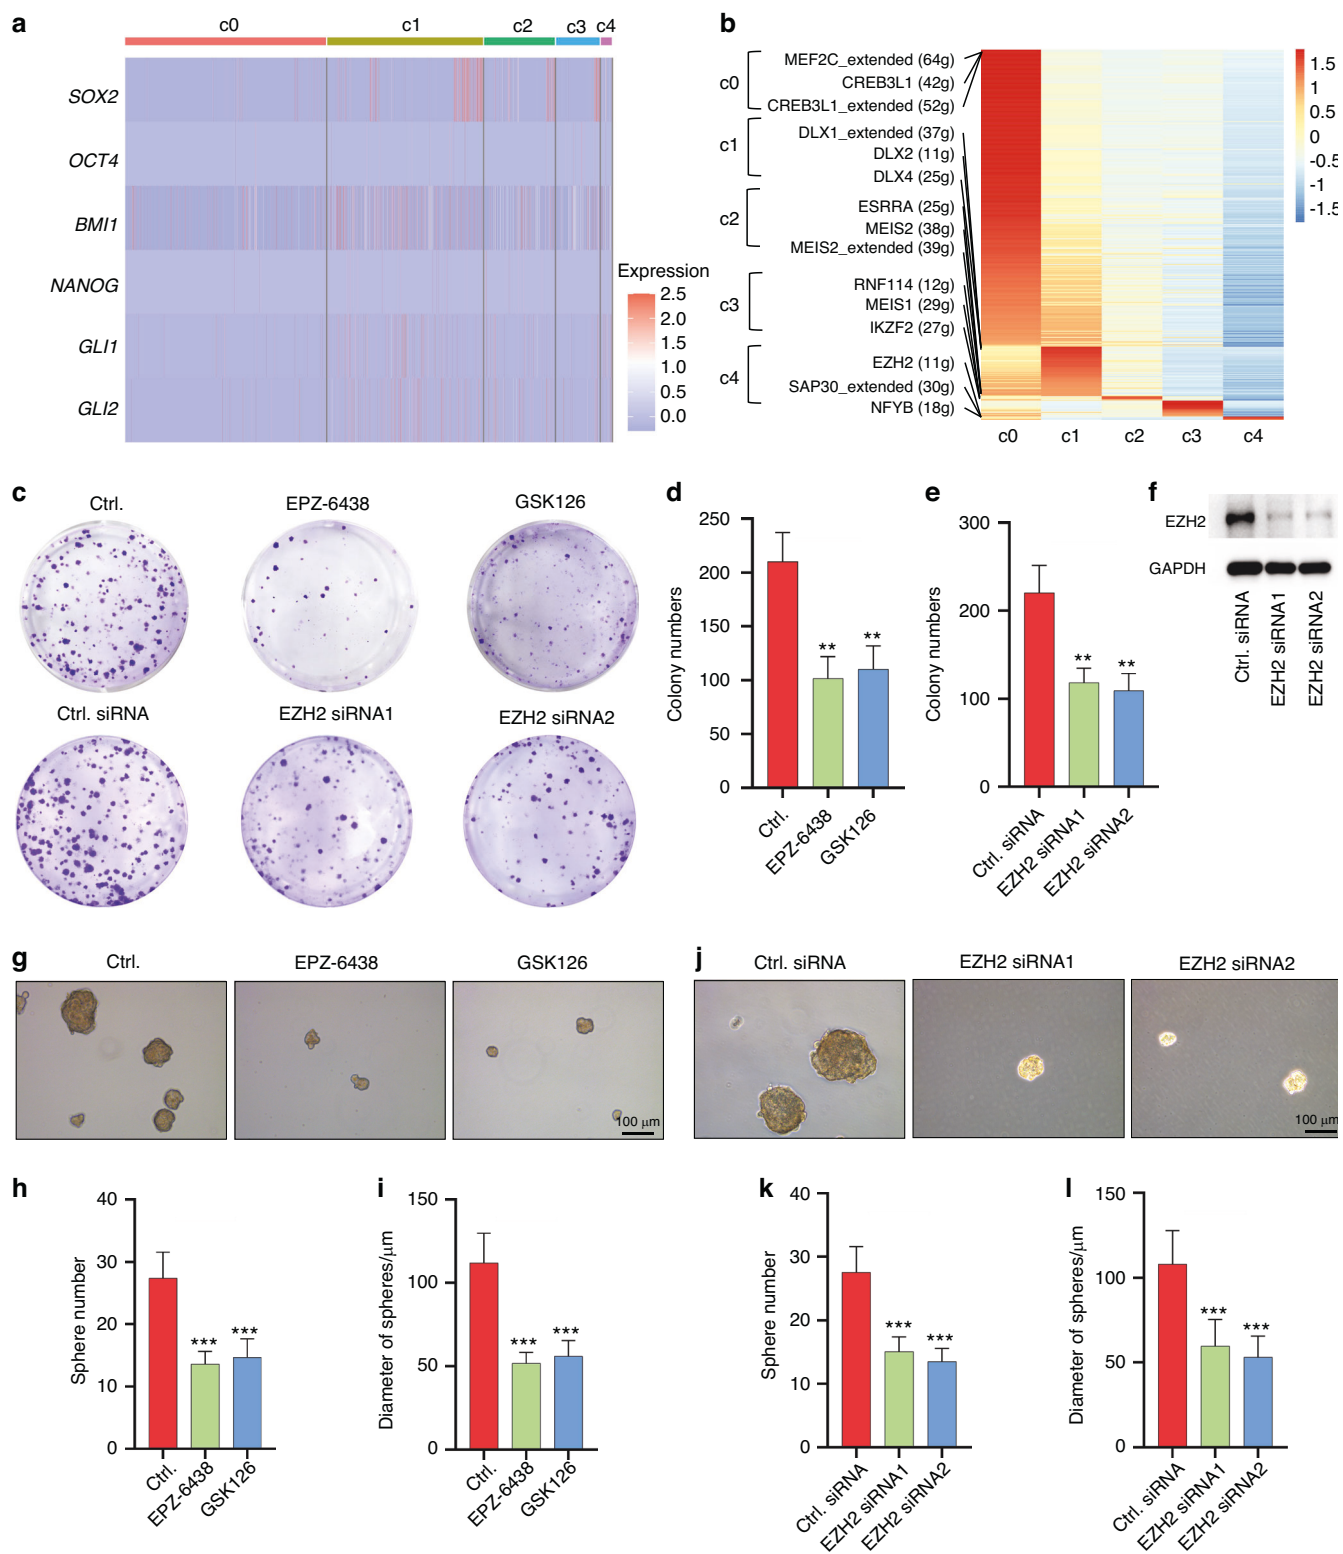 a
c0 c1 c2 c3 c4
SOX2
OCT4
BMI1
NANOG
GLI1
GLI2
Expression
2.5
2.0
1.5
1.0
0.5
0.0
b
c0
MEF2C_extended (64g)
CREB3L1 (42g)
CREB3L1_extended (52g)
c1
DLX1_extended (37g)
DLX2 (11g)
DLX4 (25g)
c2
ESRRA (25g)
MEIS2 (38g)
MEIS2_extended (39g)
c3
RNF114 (12g)
MEIS1 (29g)
IKZF2 (27g)
c4
EZH2 (11g)
SAP30_extended (30g)
NFYB (18g)
c0 c1 c2 c3 c4
1.5
1
0.5
0
-0.5
-1
-1.5
c
Ctrl. EPZ-6438 GSK126
Ctrl. siRNA EZH2 siRNA1 EZH2 siRNA2
d
Colony numbers
250
200
150
100
50
0
** **
Ctrl. EPZ-6438 GSK126
e
Colony numbers
300
200
100
0
** **
Ctrl. siRNA EZH2 siRNA1 EZH2 siRNA2
f
EZH2
GAPDH
Ctrl. siRNA EZH2 siRNA1 EZH2 siRNA2
g
Ctrl. EPZ-6438 GSK126
100 µm
j
Ctrl. siRNA EZH2 siRNA1 EZH2 siRNA2
100 µm
h
Sphere number
40
30
20
10
0
*** ***
Ctrl. EPZ-6438 GSK126
i
Diameter of spheres/µm
150
100
50
0
*** ***
Ctrl. EPZ-6438 GSK126
k
Sphere number
40
30
20
10
0
*** ***
Ctrl. siRNA EZH2 siRNA1 EZH2 siRNA2
l
Diameter of spheres/µm
150
100
50
0
*** ***
Ctrl. siRNA EZH2 siRNA1 EZH2 siRNA2